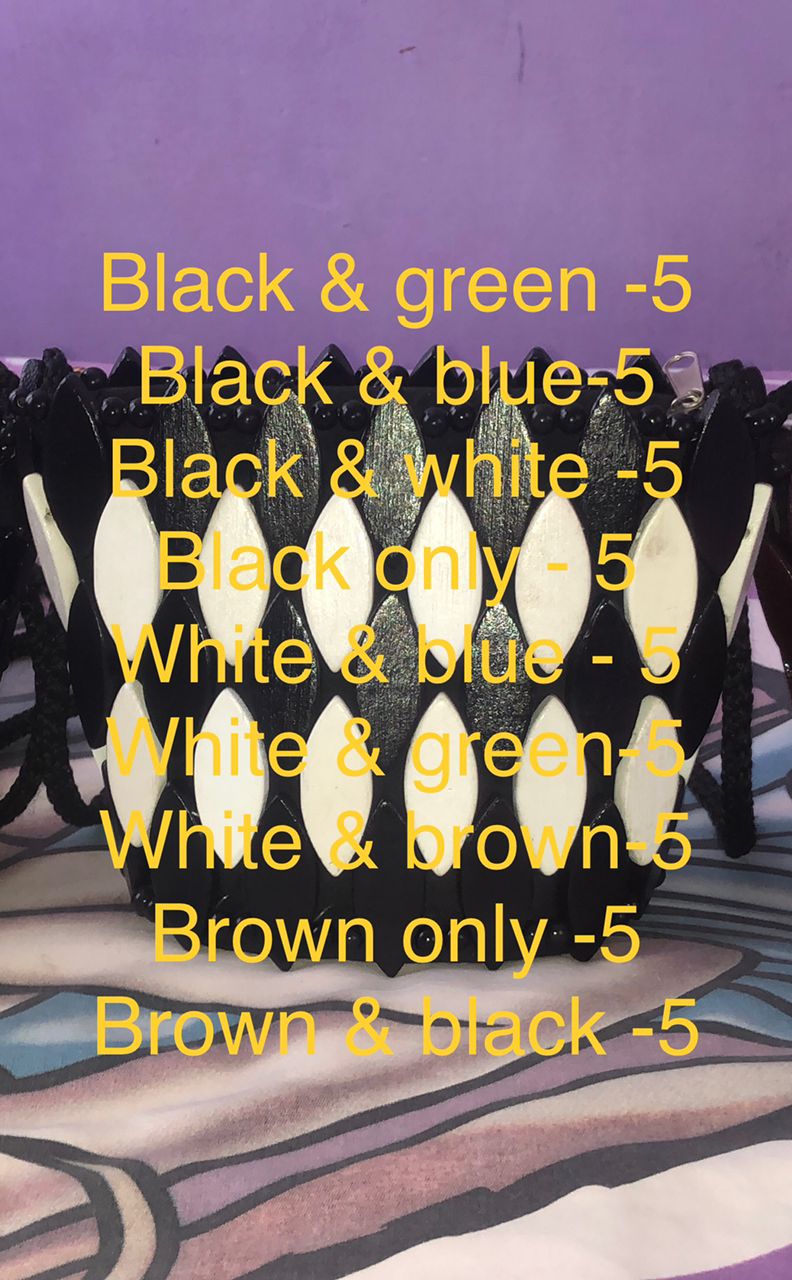 Black & green -5
Black & blue-5
Black & white -5
Black only - 5
White & blue - 5
White & green-5
White & brown-5
Brown only -5
Brown & black -5